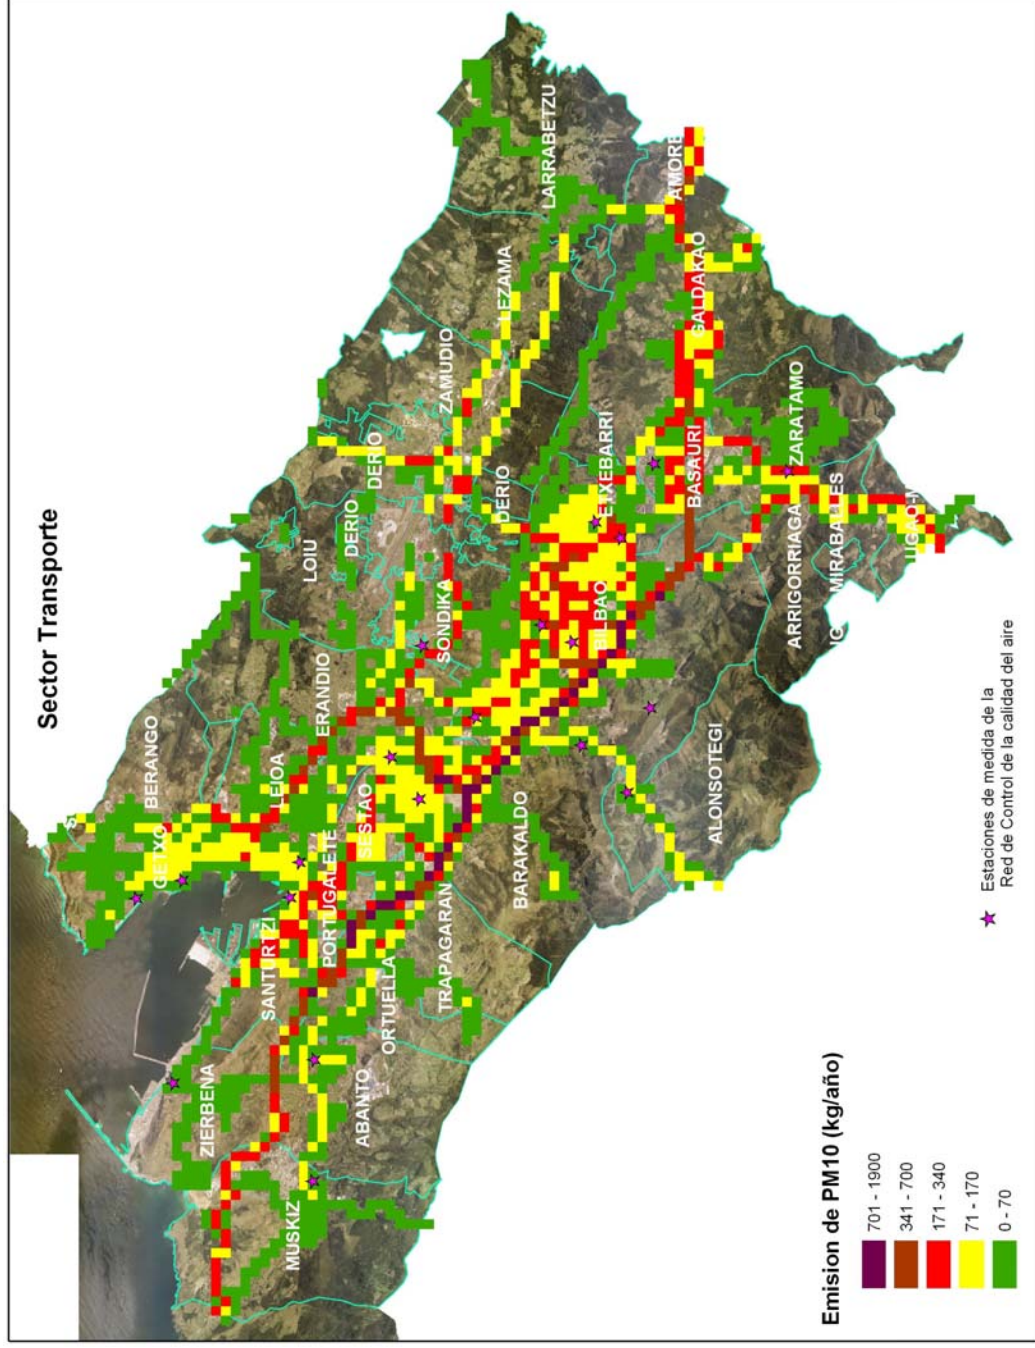 Sector Transporte
BERANGO
GETXO
LEIOA
ERANDIO
LOIU
DERIO
DERIO
ZAMUDIO
LEZAMA
LARRABETZU
DERIO
SONDIKA
SANTURTZI
PORTUGALETE
SESTAO
ZIERBENA
ABANTO
ORTUELLA
TRAPAGARAN
MUSKIZ
BARAKALDO
BILBAO
ETXEBARRI
BASAURI
GALDAKAO
AMORE
ZARATAMO
ARRIGORRIAGA
MIRABALLES
ALONSOTEGI
Emision de PM10 (kg/año)
701 - 1900
341 - 700
171 - 340
71 - 170
0 - 70
Estaciones de medida de la
Red de Control de la calidad del aire